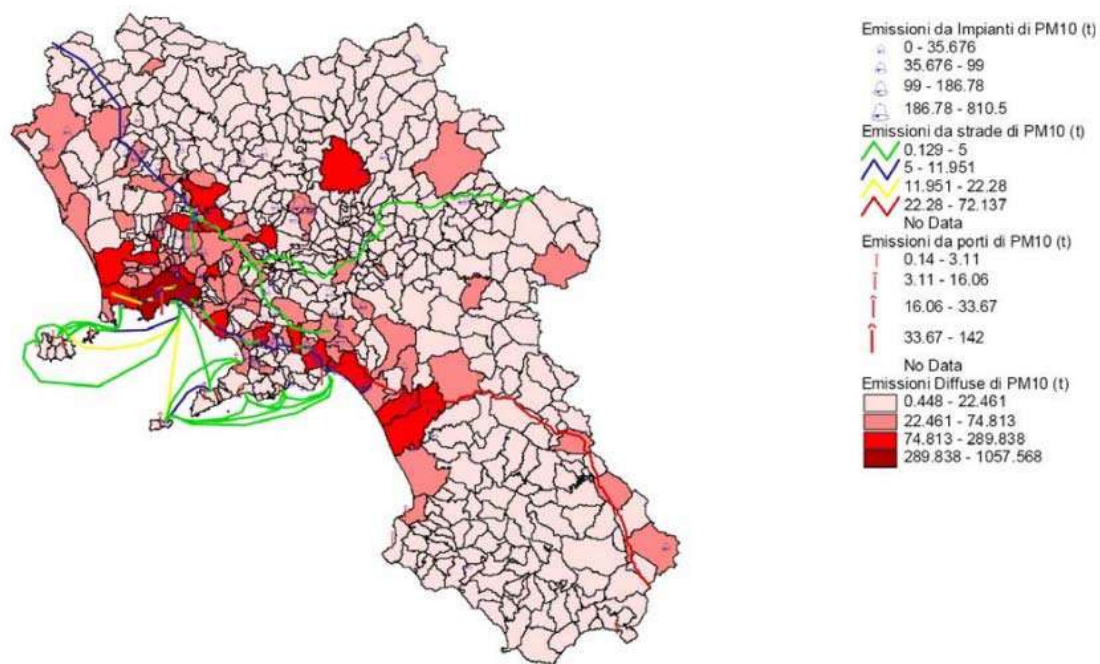 Emissioni da Impianti di PM10 (t)
0 - 35.676
35.676 - 99
99 - 186.78
186.78 - 810.5
Emissioni da strade di PM10 (t)
0.129 - 5
5 - 11.951
11.951 - 22.28
22.28 - 72.137
No Data
Emissioni da porti di PM10 (t)
0.14 - 3.11
3.11 - 16.06
16.06 - 33.67
33.67 - 142
No Data
Emissioni Diffuse di PM10 (t)
0.448 - 22.461
22.461 - 74.813
74.813 - 289.838
289.838 - 1057.568